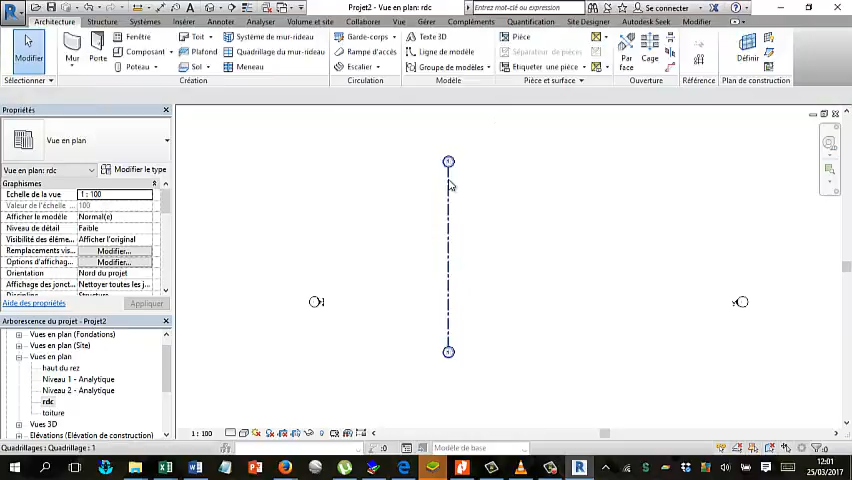 Projet2 - Vue en plan: rdc
Entrez mot-clé ou expression
Se connecter
Architecture Structure Systèmes Insérer Annoter Analyser Volume et site Collaborer Vue Gérer Compléments Quantification Site Designer Autodesk Seek Modifier
Modifier
Mur
Porte
Fenêtre
Composant
Poteau
Toit
Plafond
Sol
Système de mur-rideau
Quadrillage du mur-rideau
Meneau
Garde-corps
Rampe d'accès
Escalier
Texte 3D
Ligne de modèle
Groupe de modèles
Pièce
Séparateur de pièces
Etiqueter une pièce
Par face
Cage
Définir
Sélectionner
Création
Circulation
Modèle
Pièce et surface
Ouverture
Référence
Plan de construction
Propriétés
Vue en plan
Vue en plan: rdc
Modifier le type
Graphismes
Echelle de la vue 1 : 100
Valeur de l'échelle 100
Afficher le modèle Normal(e)
Niveau de détail Faible
Visibilité des éléme... Afficher l'original
Remplacements vis... Modifier...
Options d'affichag... Modifier...
Orientation Nord du projet
Affichage des jonct... Nettoyer toutes les j...
Discipline Structure
Aide des propriétés
Appliquer
Arborescence du projet - Projet2
Vues en plan (Fondations)
Vues en plan (Site)
Vues en plan
haut du rez
Niveau 1 - Analytique
Niveau 2 - Analytique
rdc
toiture
Vues 3D
Elévations (Elévation de construction)
1 : 100
Quadrillages : Quadrillage : 1
:0
Modèle de base
:0
12:01
25/03/2017